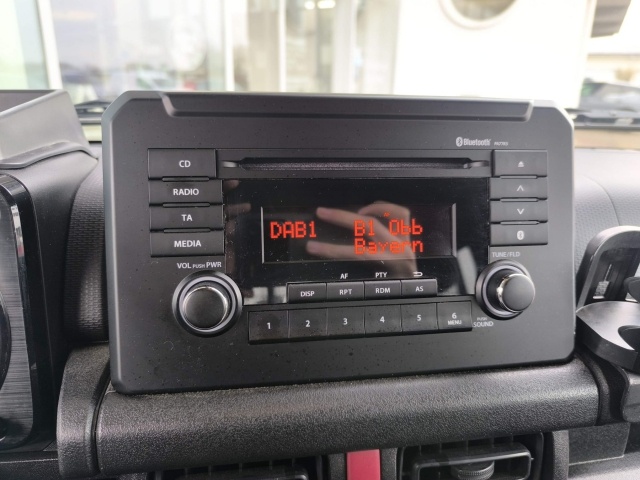 Bluetooth
CD
RADIO
TA
MEDIA
VOL PUSH PWR
DAB1 B1 Obb
Bayern
TUNE/FLD
AF PTY
DISP RPT RDM AS
1 2 3 4 5 6
MENU
PUSH
SOUND